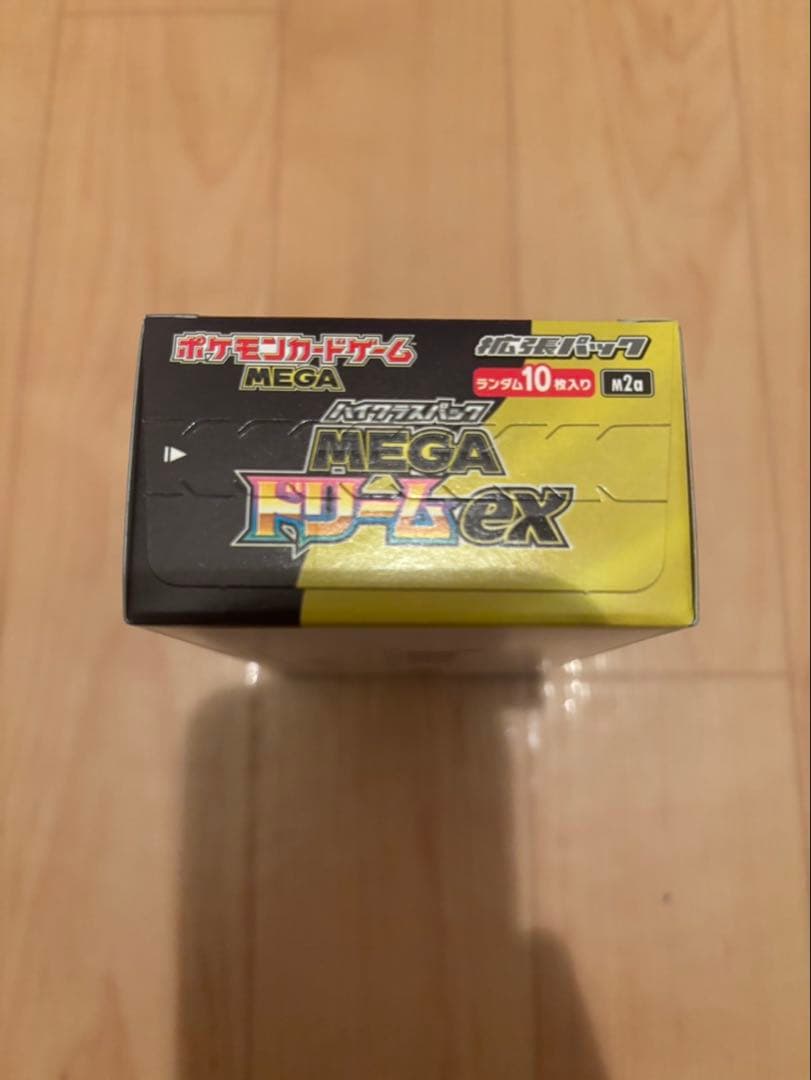 ポケモンカードゲーム
MEGA
拡張パック
ランダム10枚入り
M2a
ハイクラスパック
MEGA
ドリームex